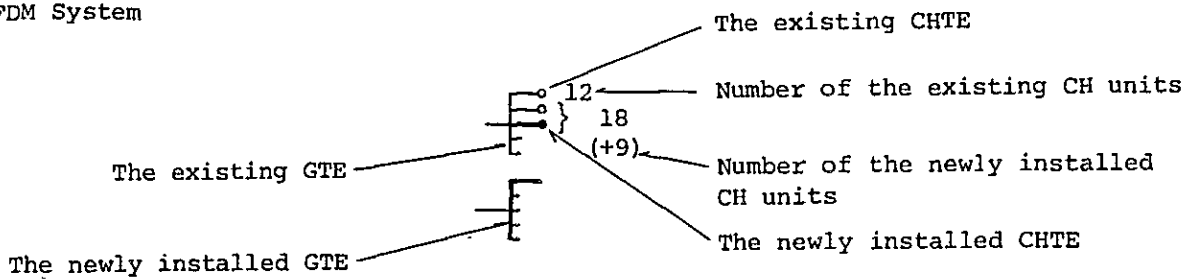 FDM System
The existing CHTE
12
Number of the existing CH units
18
(+9)
The existing GTE
Number of the newly installed
CH units
The newly installed CHTE
The newly installed GTE